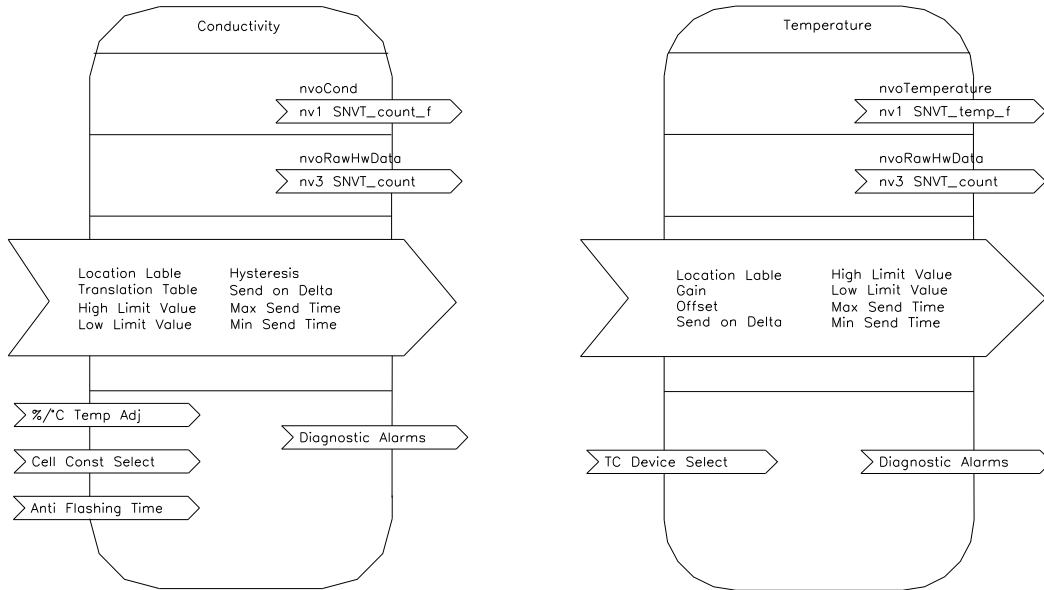 Conductivity
nvoCond
nv1 SNVT_count_f
nvoRawHwData
nv3 SNVT_count
Location Lable
Translation Table
High Limit Value
Low Limit Value
Hysteresis
Send on Delta
Max Send Time
Min Send Time
%/°C Temp Adj
Cell Const Select
Anti Flashing Time
Diagnostic Alarms
Temperature
nvoTemperature
nv1 SNVT_temp_f
nvoRawHwData
nv3 SNVT_count
Location Lable
Gain
Offset
Send on Delta
High Limit Value
Low Limit Value
Max Send Time
Min Send Time
TC Device Select
Diagnostic Alarms